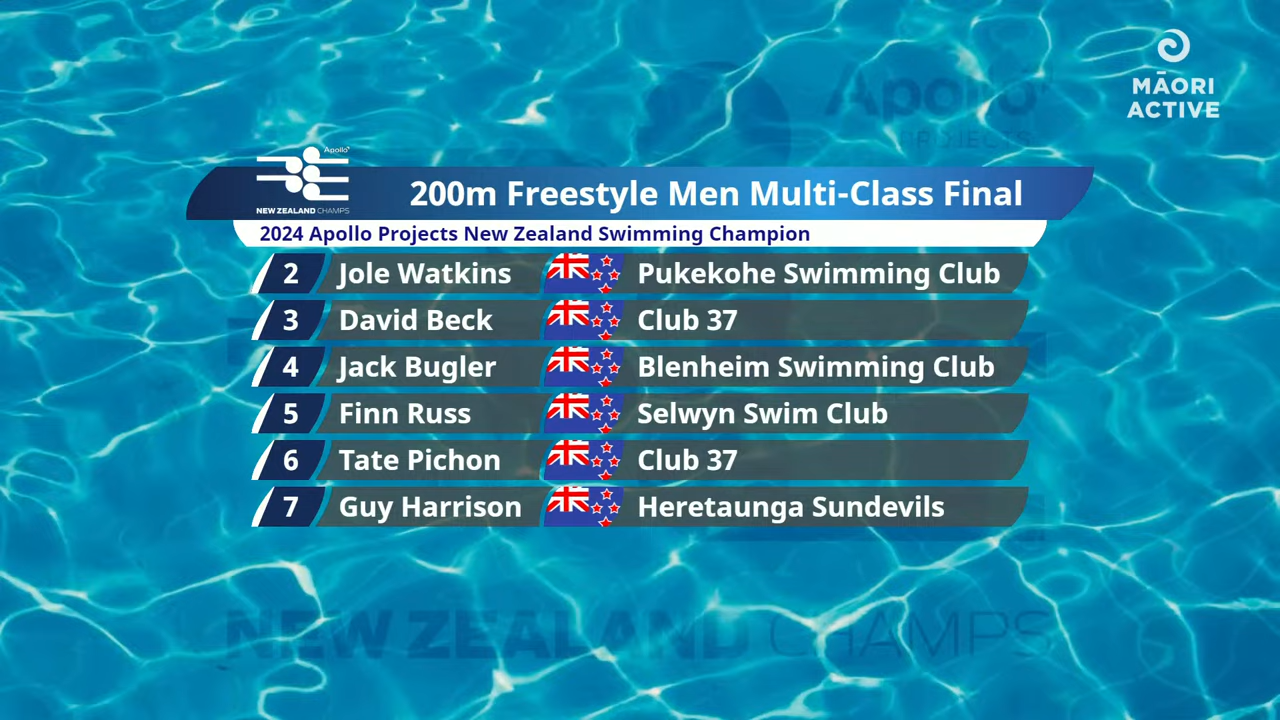 MĀORI
ACTIVE
Apollo
PROJECTS
Apollo
NEW ZEALAND CHAMPS
200m Freestyle Men Multi-Class Final
2024 Apollo Projects New Zealand Swimming Champion
2 Jole Watkins Pukekohe Swimming Club
3 David Beck Club 37
4 Jack Bugler Blenheim Swimming Club
5 Finn Russ Selwyn Swim Club
6 Tate Pichon Club 37
7 Guy Harrison Heretaunga Sundevils
NEW ZEALAND CHAMPS